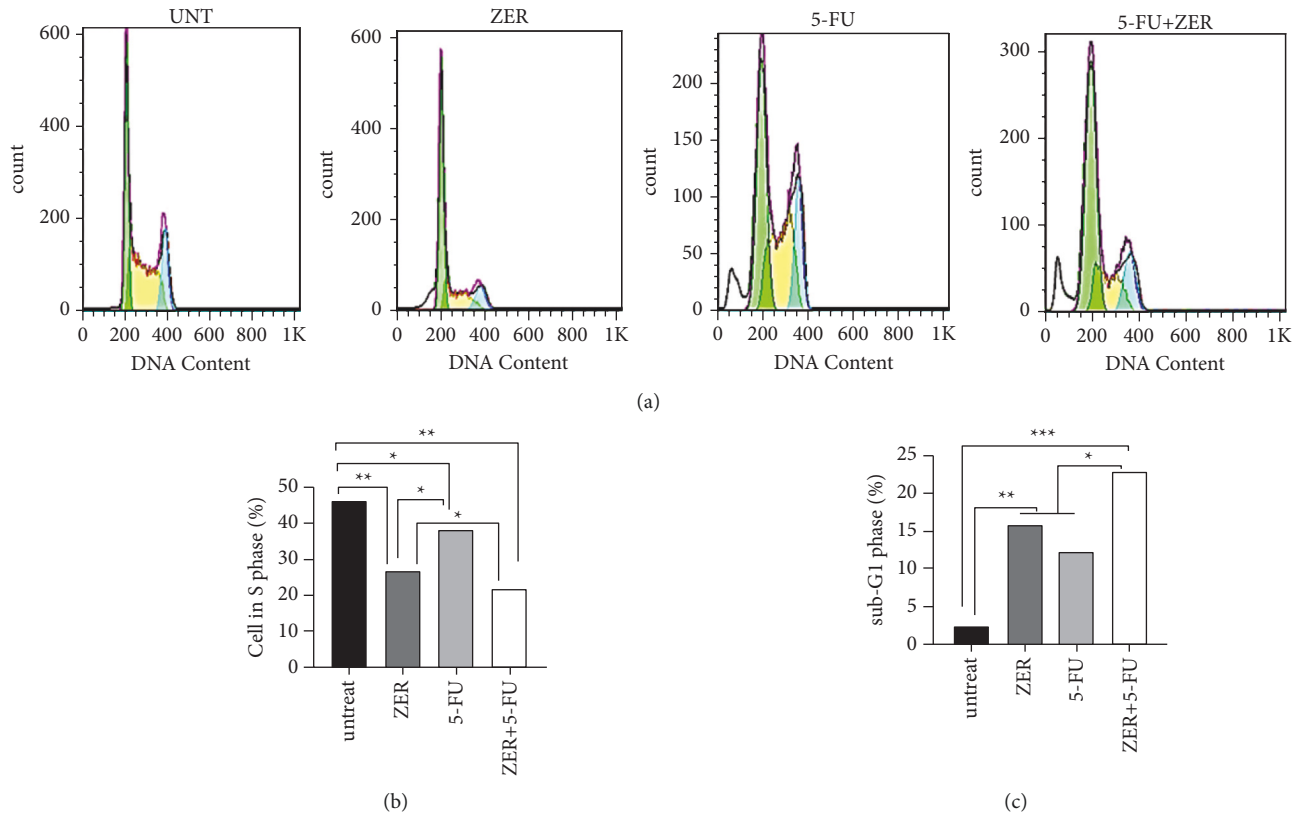 UNT
600
400
200
0
count
0 200 400 600 800 1K
DNA Content
ZER
600
400
200
0
count
0 200 400 600 800 1K
DNA Content
5-FU
200
150
100
50
0
count
0 200 400 600 800 1K
DNA Content
5-FU+ZER
300
200
100
0
count
0 200 400 600 800 1K
DNA Content
(a)
**
*
**
*
*
50
40
30
20
10
0
Cell in S phase (%)
untreat
ZER
5-FU
ZER+5-FU
(b)
***
*
**
25
20
15
10
5
0
sub-G1 phase (%)
untreat
ZER
5-FU
ZER+5-FU
(c)